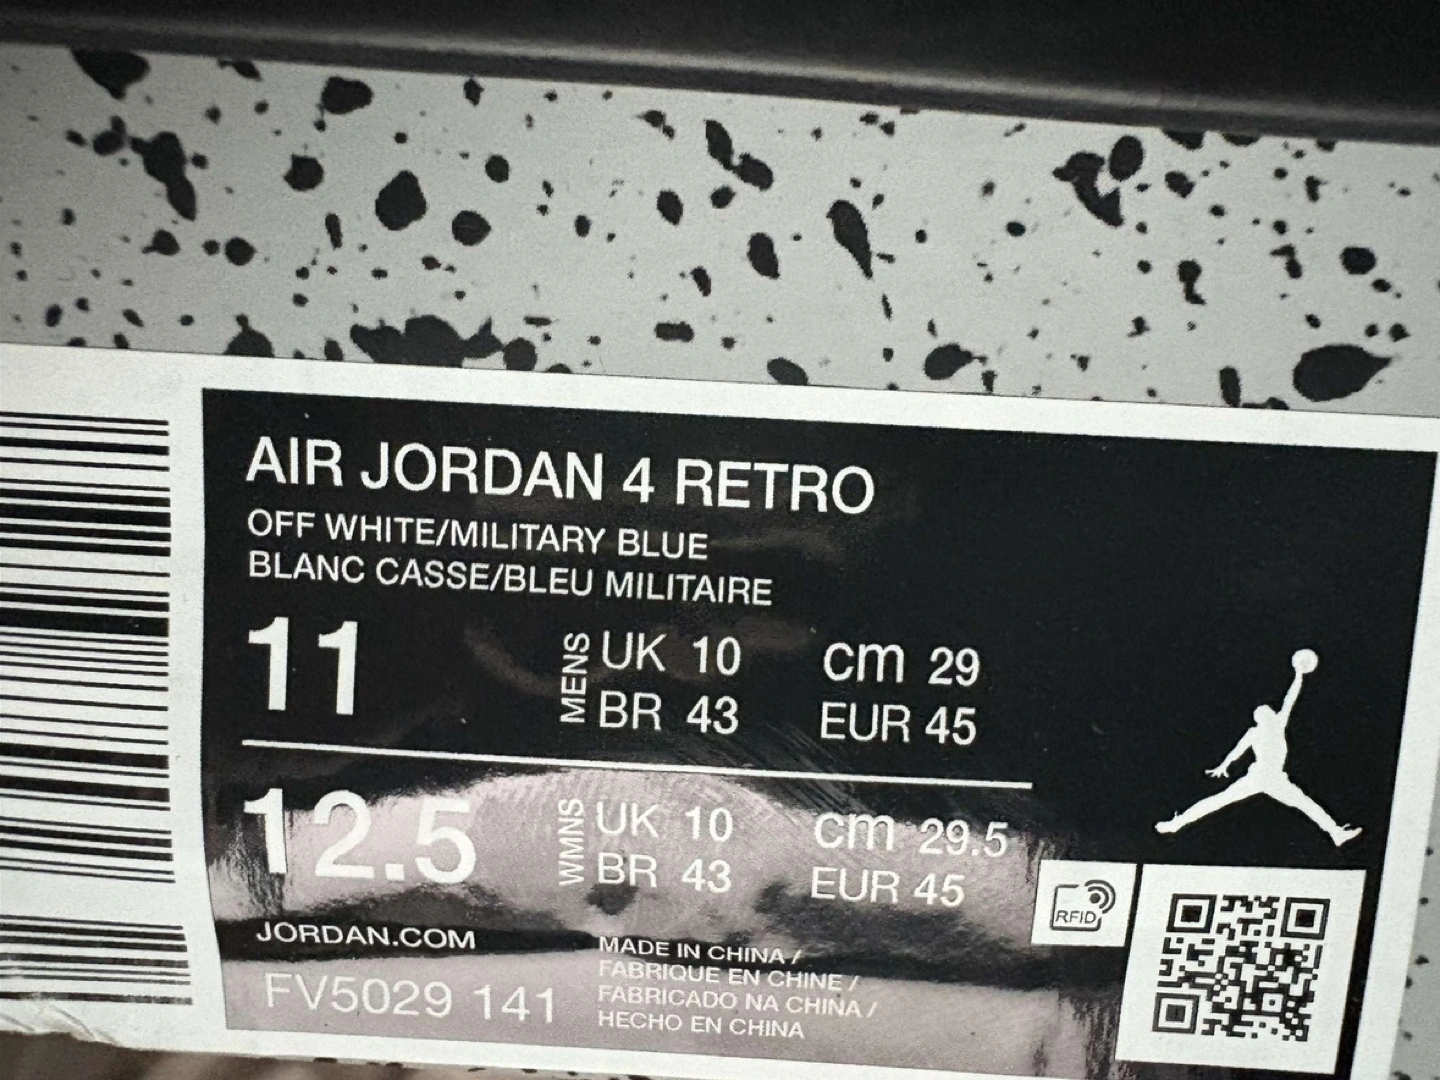 AIR JORDAN 4 RETRO
OFF WHITE/MILITARY BLUE
BLANC CASSE/BLEU MILITAIRE
11
MENS
UK 10
cm 29
BR 43
EUR 45
12.5
WMNS
UK 10
cm 29.5
BR 43
EUR 45
RFID
JORDAN.COM
FV5029 141
MADE IN CHINA /
FABRIQUE EN CHINE /
FABRICADO NA CHINA /
HECHO EN CHINA